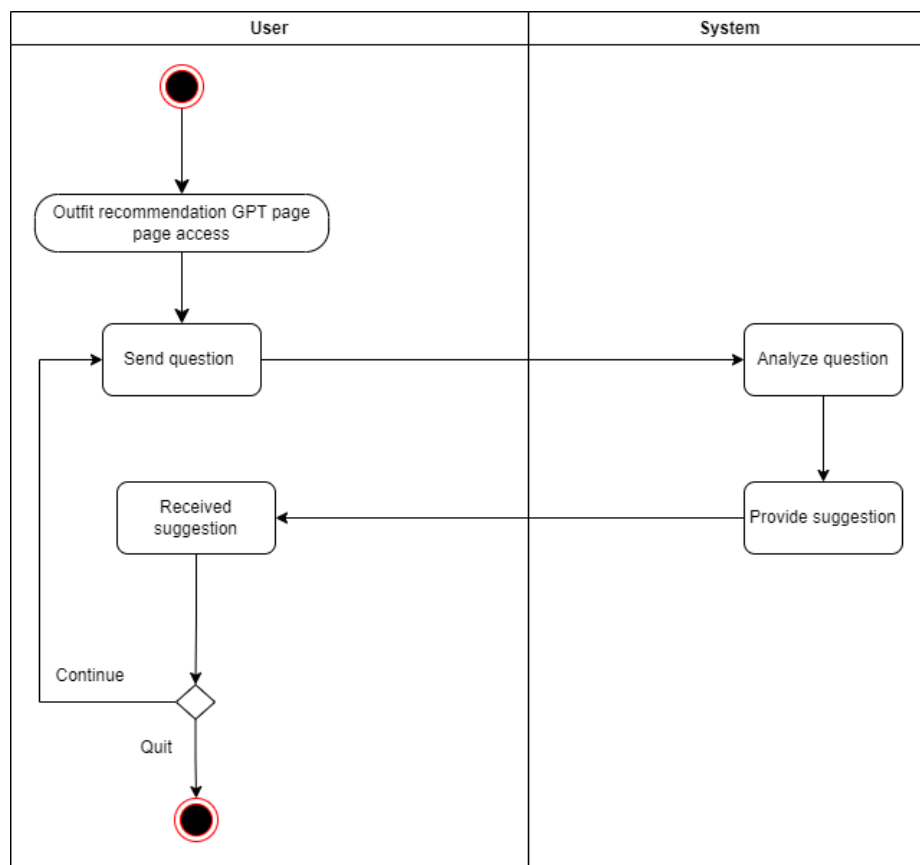 User
System
Outfit recommendation GPT page
page access
Send question
Analyze question
Received
suggestion
Provide suggestion
Continue
Quit